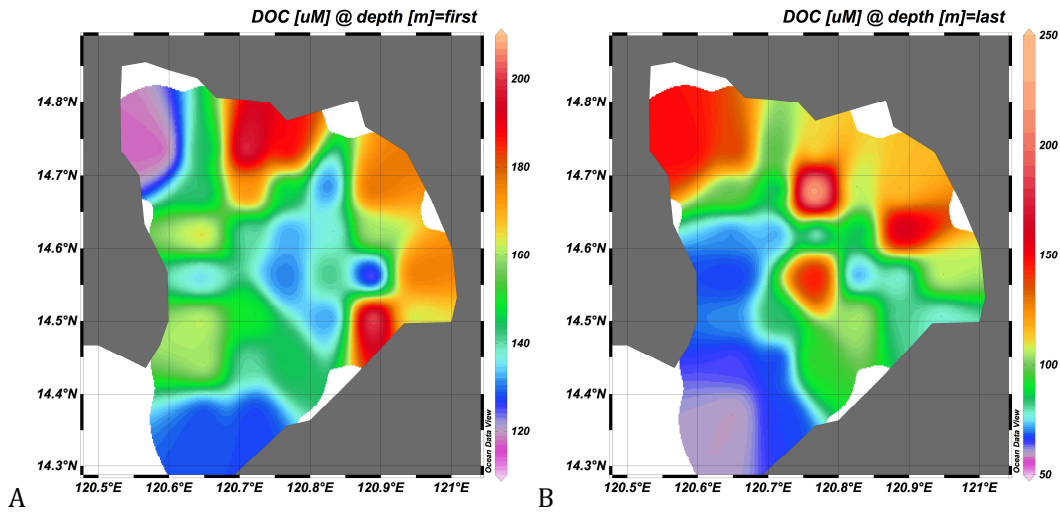 DOC [uM] @ depth [m]=first
14.8°N
14.7°N
14.6°N
14.5°N
14.4°N
14.3°N
120.5°E 120.6°E 120.7°E 120.8°E 120.9°E 121°E
200
180
160
140
120
Ocean Data View
A
DOC [uM] @ depth [m]=last
14.8°N
14.7°N
14.6°N
14.5°N
14.4°N
14.3°N
120.5°E 120.6°E 120.7°E 120.8°E 120.9°E 121°E
250
200
150
100
50
Ocean Data View
B